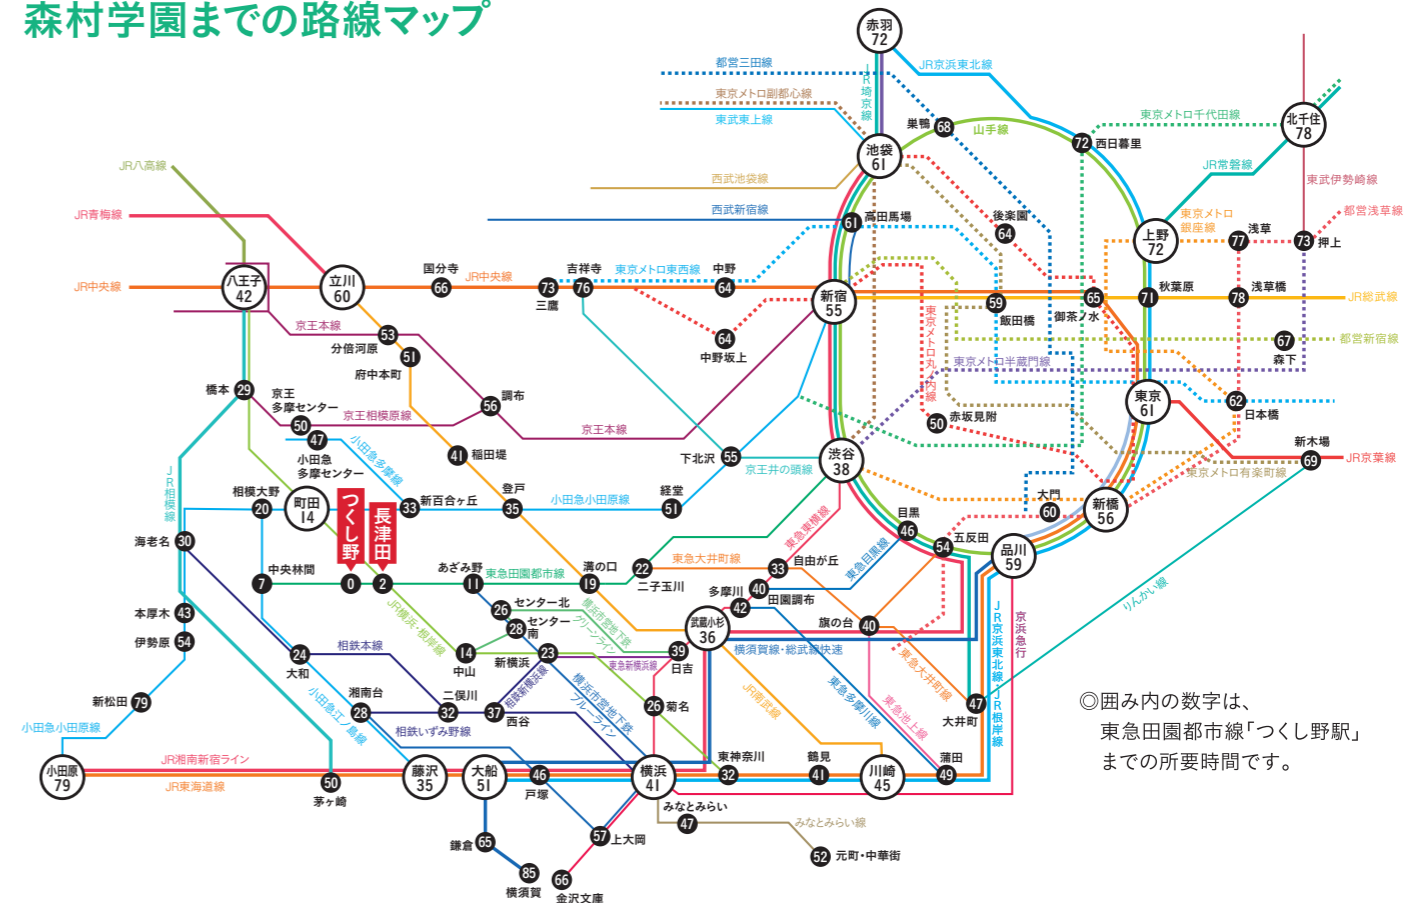 森村学園までの路線マップ
赤羽
72
都営三田線
JR京浜東北線
JR埼京線
東京メトロ副都心線
東武東上線
巣鴨
68
山手線
72
西日暮里
東京メトロ千代田線
北千住
78
池袋
61
JR八高線
JR常磐線
西武池袋線
東武伊勢崎線
JR青梅線
西武新宿線
61
高田馬場
後楽園
64
上野
72
東京メトロ
銀座線
浅草
77
73
押上
都営浅草線
八王子
42
立川
60
国分寺
66
JR中央線
JR中央線
73
三鷹
吉祥寺
76
東京メトロ東西線
中野
64
新宿
55
59
飯田橋
65
御茶ノ水
秋葉原
71
浅草橋
78
JR総武線
京王本線
53
分倍河原
51
府中本町
64
中野坂上
東京メトロ丸ノ内線
東京メトロ半蔵門線
67
森下
都営新宿線
橋本
29
京王
多摩センター
50
京王相模原線
調布
56
京王本線
47
小田急
多摩センター
小田急多摩線
41
稲田堤
50
赤坂見附
東京
61
62
日本橋
新木場
69
JR京葉線
東京メトロ有楽町線
下北沢
55
京王井の頭線
渋谷
38
JR相模線
相模大野
20
町田
14
つくし野
長津田
33
新百合ヶ丘
登戸
35
小田急小田原線
経堂
51
目黒
46
大門
60
新橋
56
海老名
30
五反田
54
品川
59
中央林間
7
0
2
あざみ野
11
東急田園都市線
溝の口
19
22
二子玉川
東急大井町線
東急東横線
33
自由が丘
東急目黒線
40
田園調布
多摩川
42
りんかい線
本厚木
43
伊勢原
54
JR横浜・根岸線
26
センター北
28
センター
南
横浜市営地下鉄
グリーンライン
武蔵小杉
36
旗の台
40
JR京浜東北線・JR根岸線
京浜急行
24
大和
相鉄本線
14
中山
新横浜
23
東急新横浜線
39
日吉
横須賀線・総武線快速
東急大井町線
新松田
79
小田急小田原線
湘南台
28
小田急江ノ島線
二俣川
32
37
西谷
相鉄新横浜線
横浜市営地下鉄
ブルーライン
26
菊名
JR南武線
東急多摩川線
東急池上線
47
大井町
相鉄いずみ野線
JR湘南新宿ライン
JR東海道線
小田原
79
50
茅ヶ崎
藤沢
35
大船
51
46
戸塚
横浜
41
東神奈川
32
鶴見
41
川崎
45
蒲田
49
みなとみらい
47
みなとみらい線
52
元町・中華街
鎌倉
65
57
上大岡
85
横須賀
66
金沢文庫
◎囲み内の数字は、
東急田園都市線「つくし野駅」
までの所要時間です。